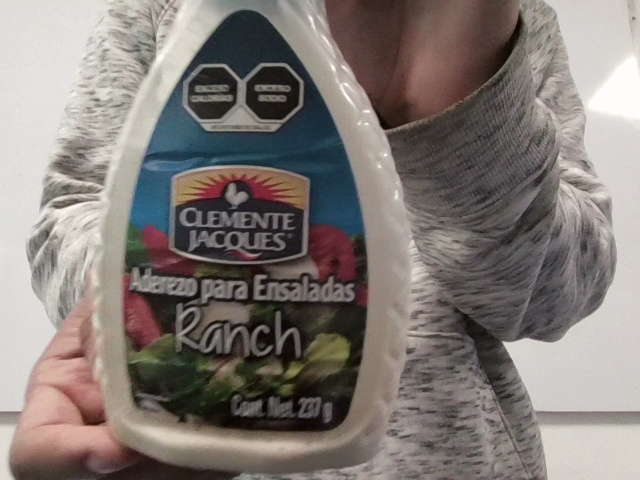 EXCESO
CALORÍAS
EXCESO
SODIO
CLEMENTE
JACQUES®
Aderezo para Ensaladas
Ranch
Cont. Net. 237 g